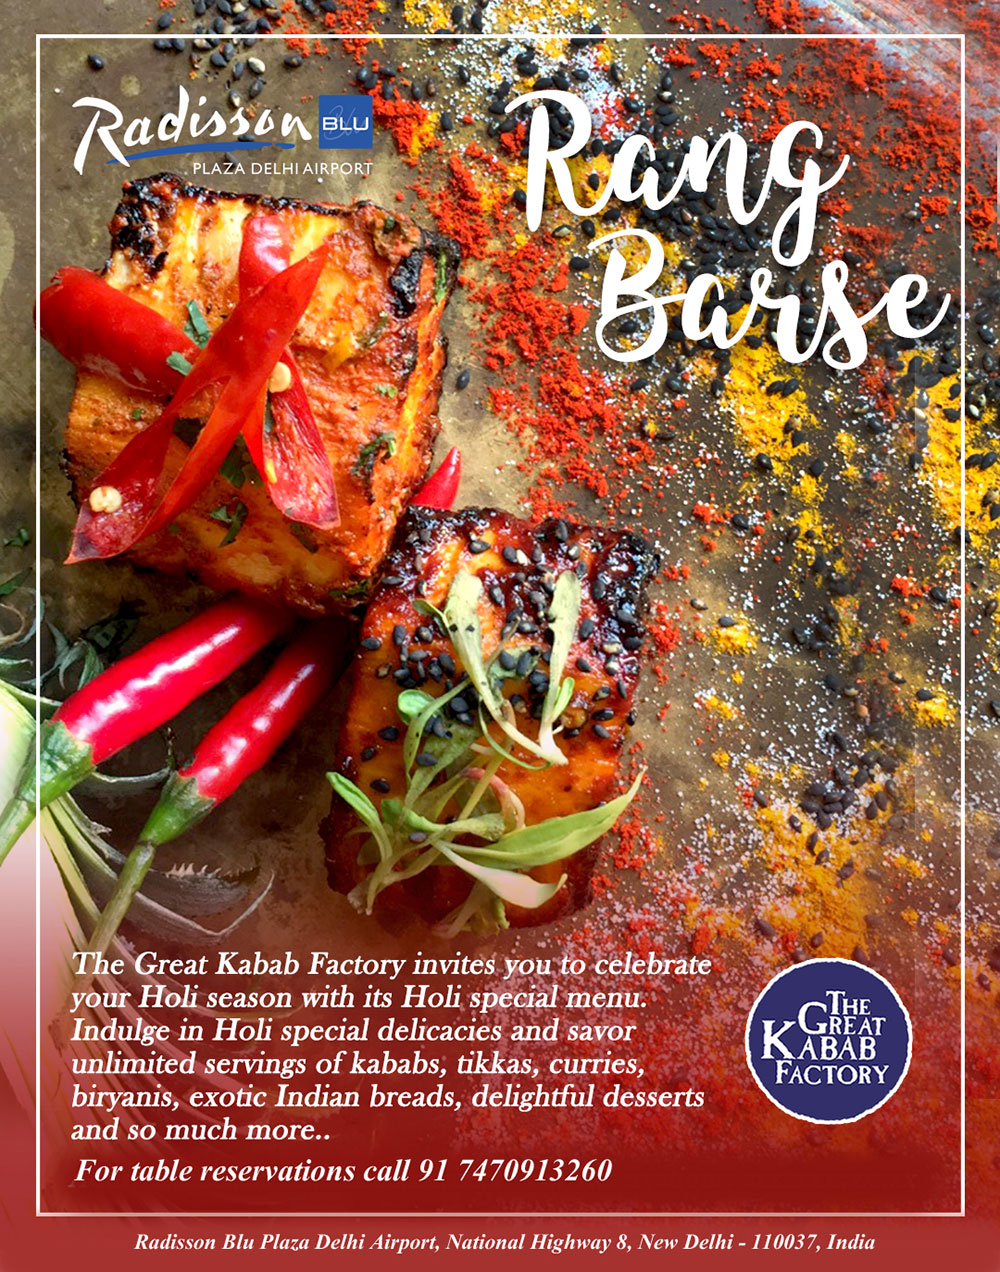 Radisson BLU
PLAZA DELHI AIRPORT
Rang
Barse
The Great Kabab Factory invites you to celebrate
your Holi season with its Holi special menu.
Indulge in Holi special delicacies and savor
unlimited servings of kababs, tikkas, curries,
biryanis, exotic Indian breads, delightful desserts
and so much more..
For table reservations call 91 7470913260
THE
GREAT
KABAB
FACTORY
Radisson Blu Plaza Delhi Airport, National Highway 8, New Delhi - 110037, India